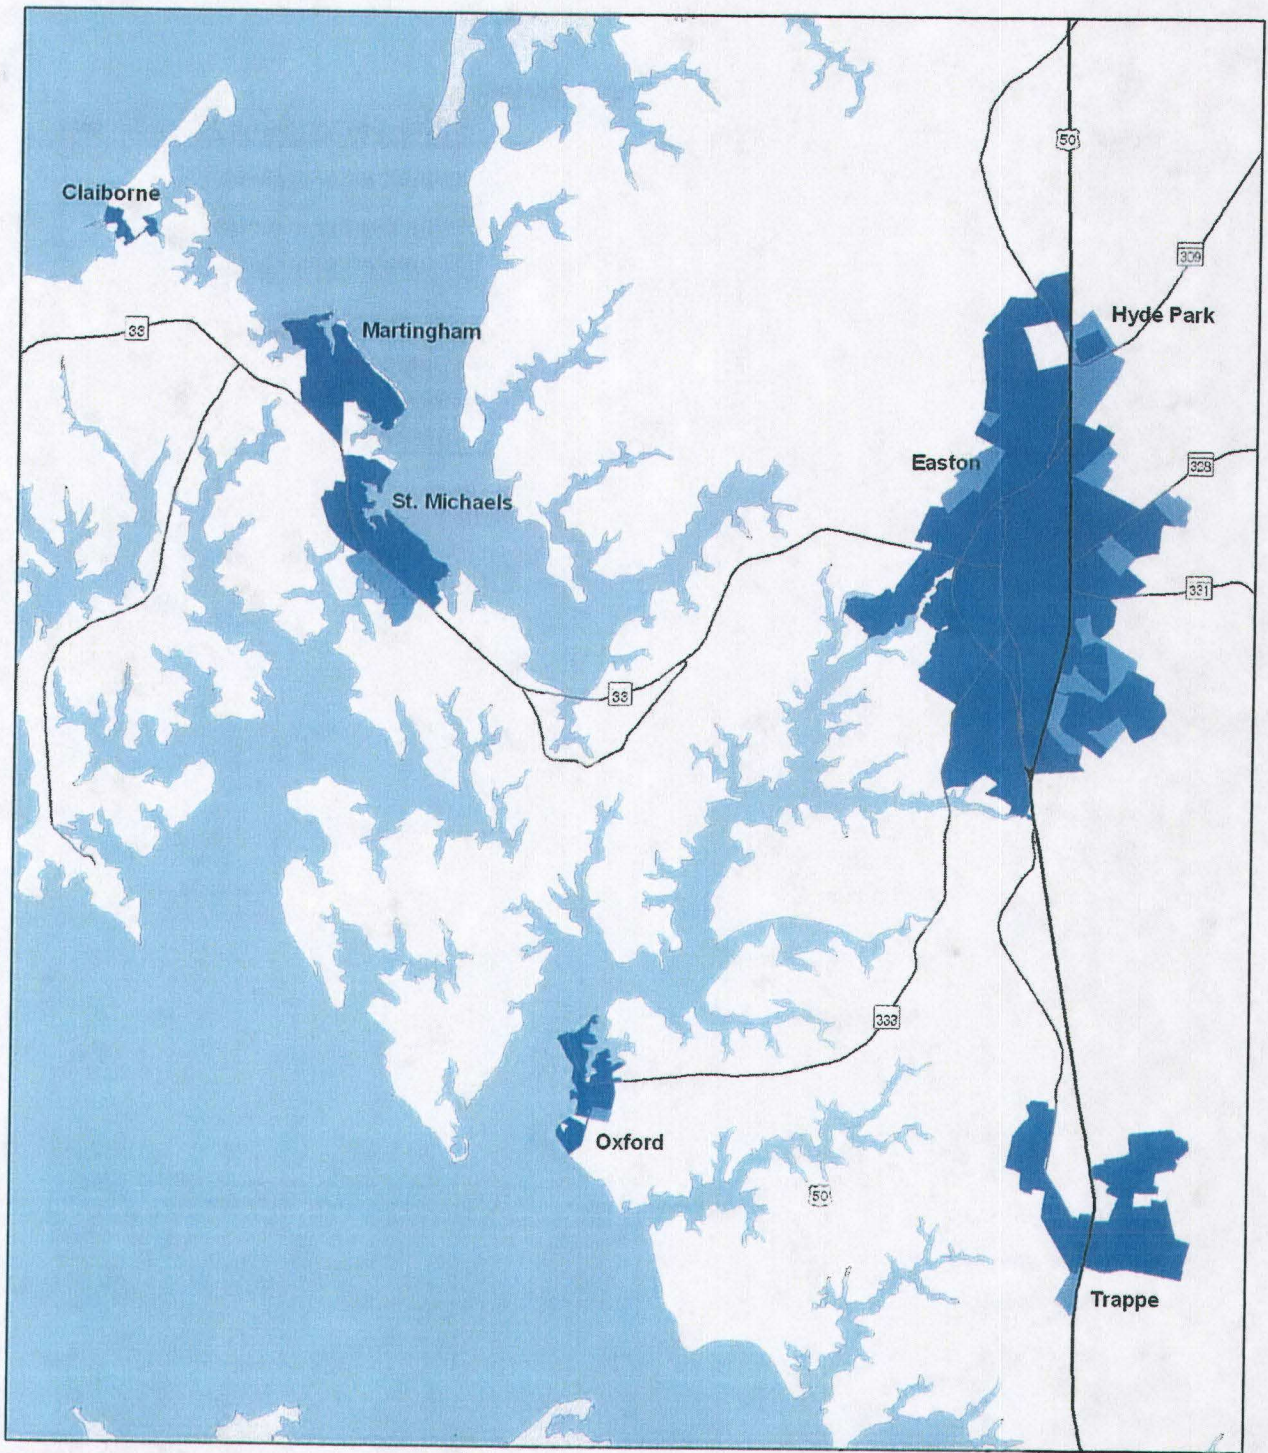 50
Claiborne
309
Hyde Park
33
Martingham
Easton
328
St. Michaels
331
33
333
Oxford
50
Trappe